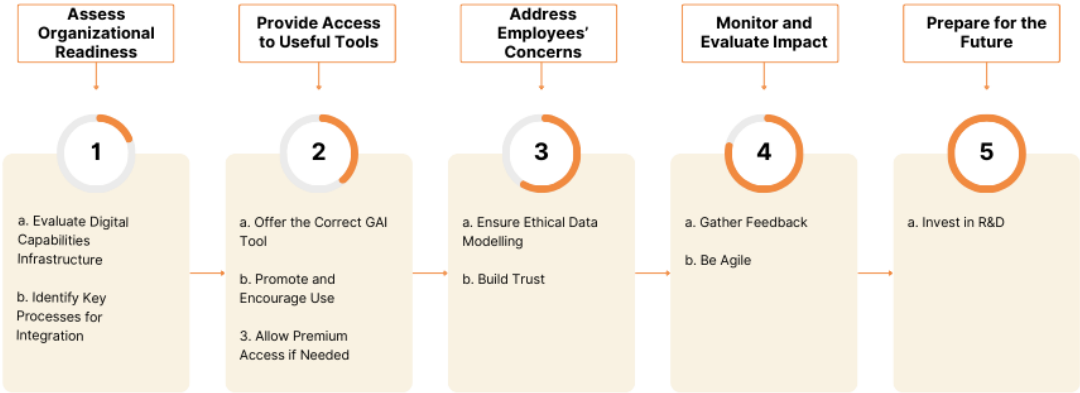 Assess
Organizational
Readiness
Provide Access
to Useful Tools
Address
Employees’
Concerns
Monitor and
Evaluate Impact
Prepare for the
Future
1
2
3
4
5
a. Evaluate Digital
Capabilities
Infrastructure
b. Identify Key
Processes for
Integration
a. Offer the Correct GAI
Tool
b. Promote and
Encourage Use
3. Allow Premium
Access if Needed
a. Ensure Ethical Data
Modelling
b. Build Trust
a. Gather Feedback
b. Be Agile
a. Invest in R&D